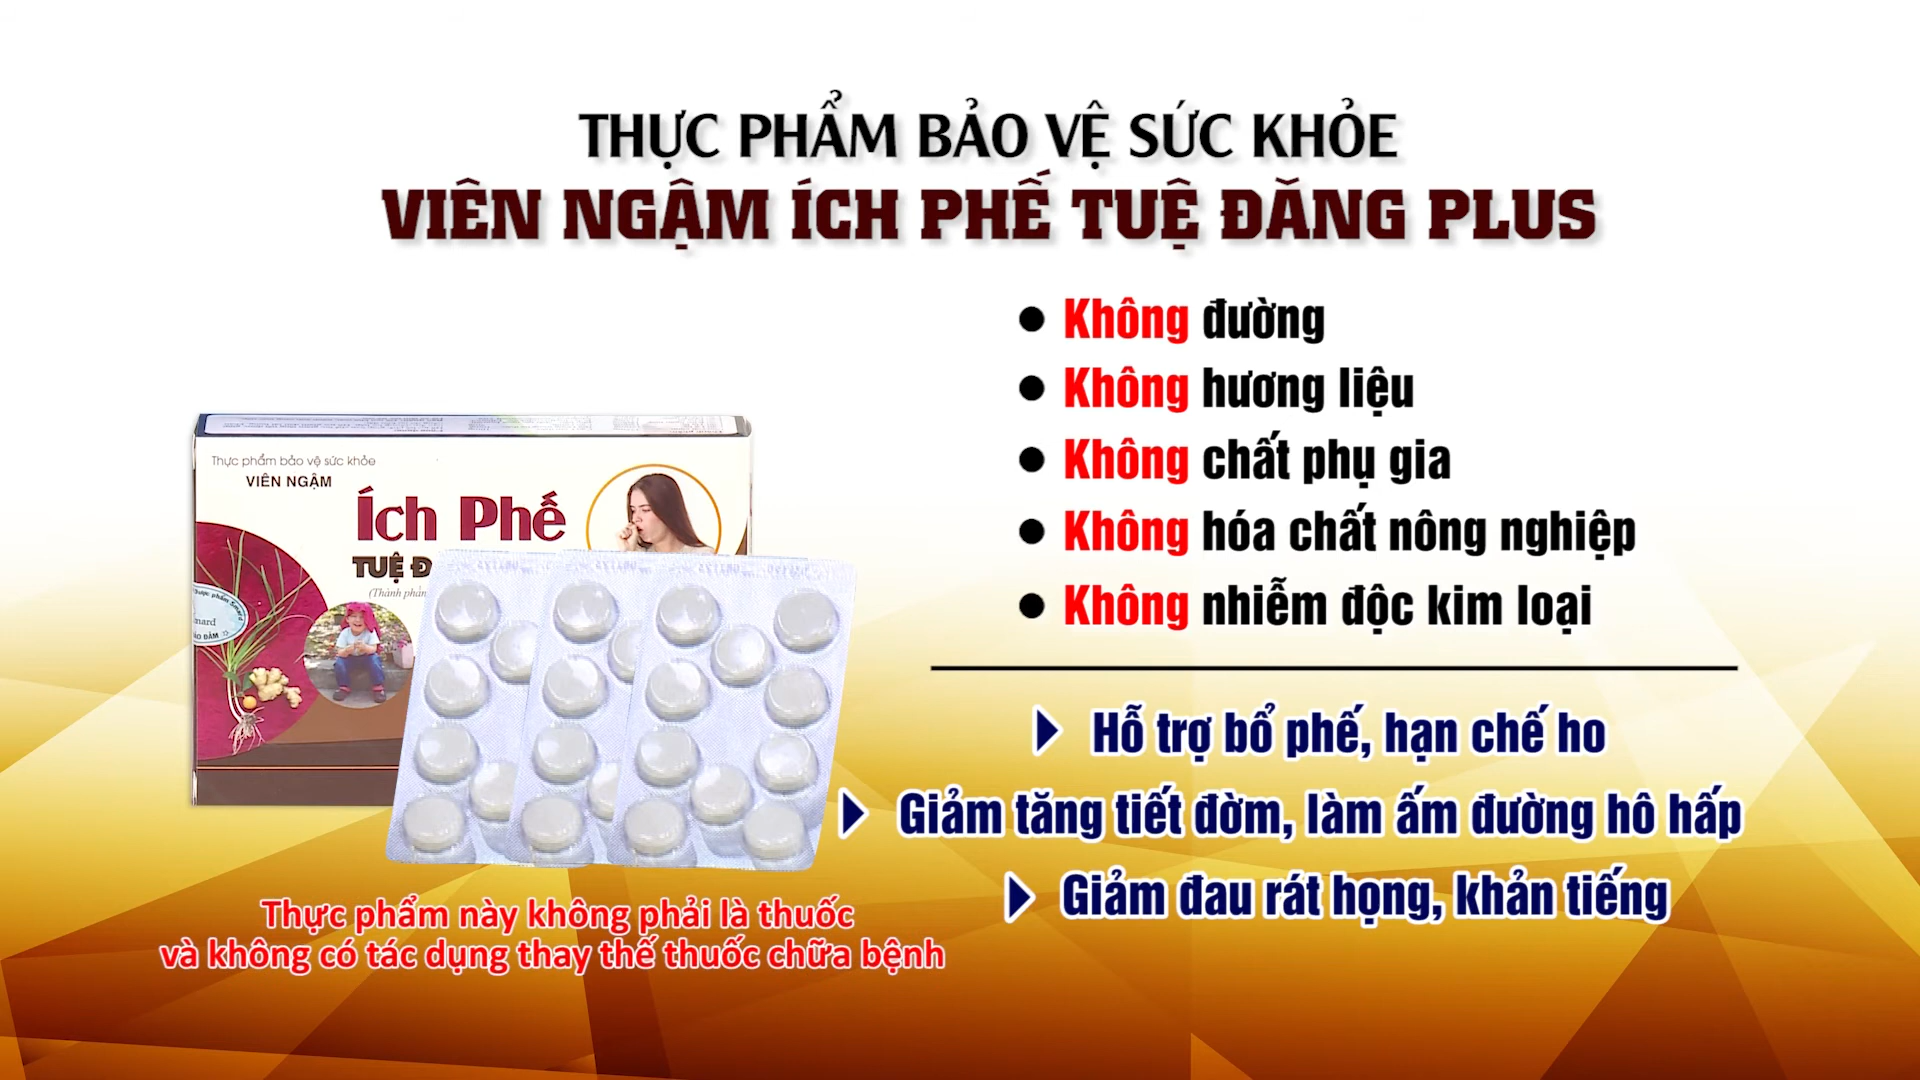 THỰC PHẨM BẢO VỆ SỨC KHỎE
VIÊN NGẬM ÍCH PHẾ TUỆ ĐĂNG PLUS
• Không đường
• Không hương liệu
• Không chất phụ gia
• Không hóa chất nông nghiệp
• Không nhiễm độc kim loại
Thực phẩm bảo vệ sức khỏe
VIÊN NGẬM
Ích Phế
TUỆ Đ
(Thành phần
Hỗ trợ bổ phế, hạn chế ho
Giảm tăng tiết đờm, làm ấm đường hô hấp
Giảm đau rát họng, khản tiếng
Thực phẩm này không phải là thuốc
và không có tác dụng thay thế thuốc chữa bệnh